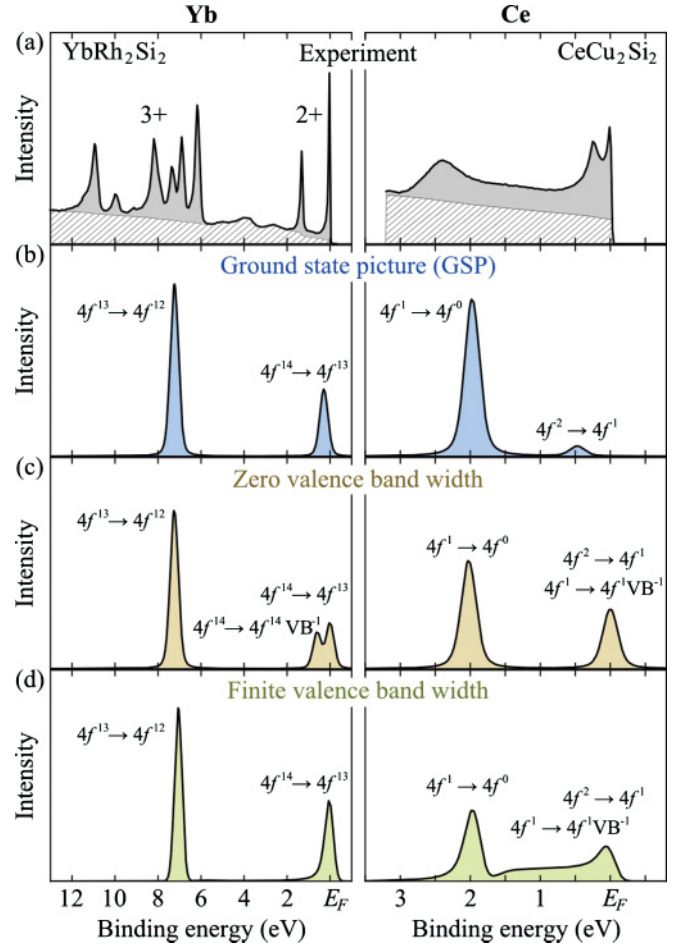 Yb Ce
(a) YbRh₂Si₂ Experiment CeCu₂Si₂
3+ 2+
Intensity
(b) Ground state picture (GSP)
4f¹³→ 4f¹² 4f¹ → 4f⁰
4f¹⁴→ 4f¹³
4f² → 4f¹
Intensity
(c) Zero valence band width
4f¹³→ 4f¹² 4f¹ → 4f⁰ 4f² → 4f¹
4f¹⁴→ 4f¹³ 4f¹ → 4f¹VB⁻¹
4f¹⁴→ 4f¹⁴ VB⁻¹
Intensity
(d) Finite valence band width
4f¹³→ 4f¹² 4f¹ → 4f⁰ 4f² → 4f¹
4f¹⁴→ 4f¹³ 4f¹ → 4f¹VB⁻¹
Intensity
12 10 8 6 4 2 E_F 3 2 1 E_F
Binding energy (eV) Binding energy (eV)